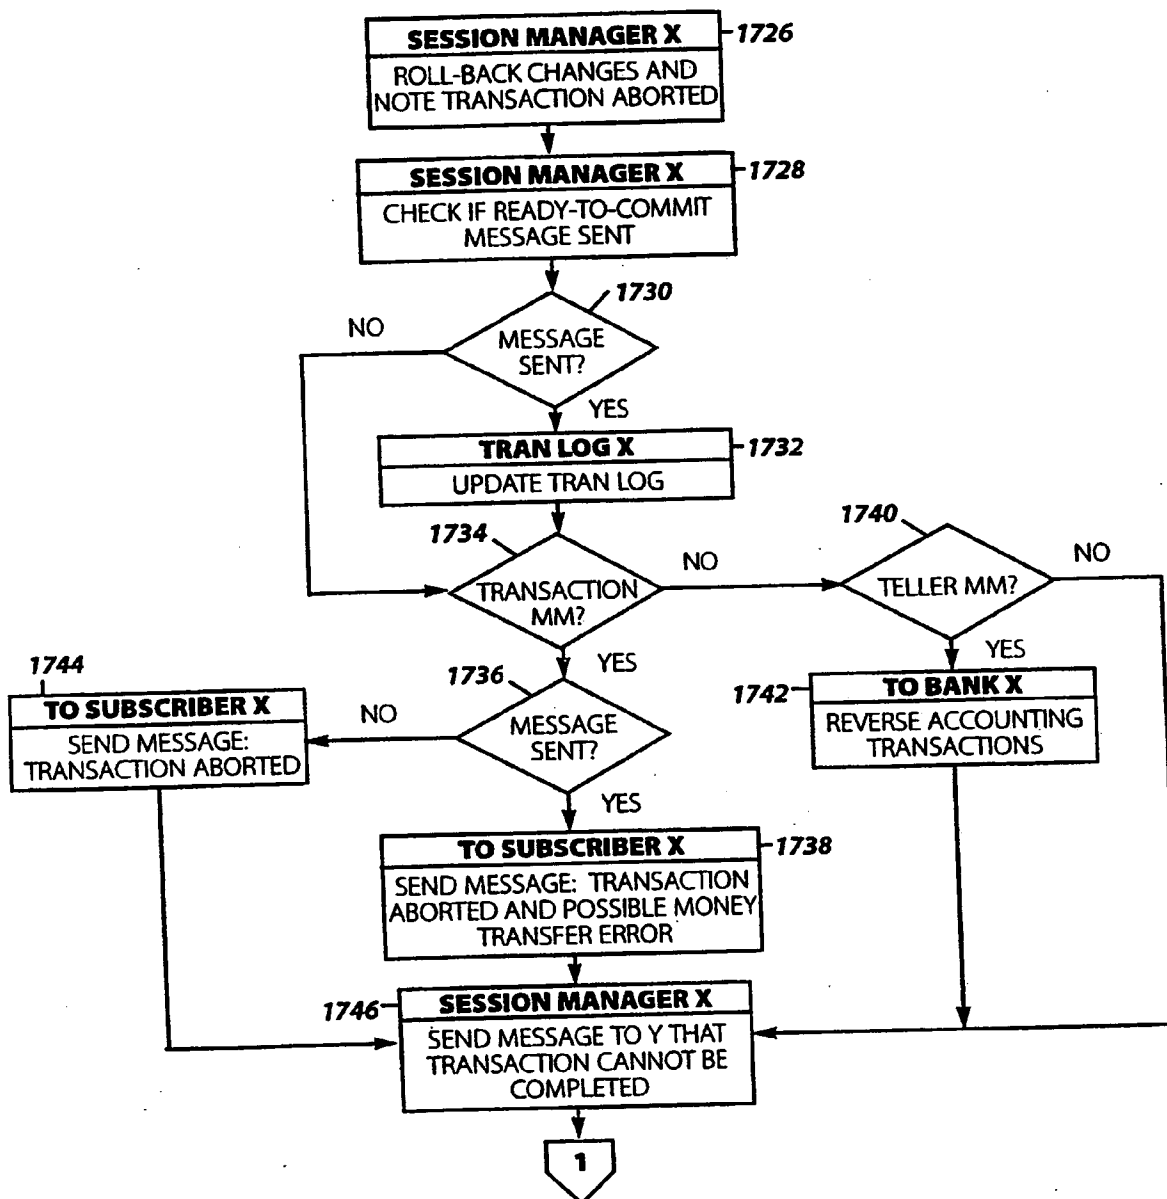 SESSION MANAGER X
1726
ROLL-BACK CHANGES AND
NOTE TRANSACTION ABORTED
SESSION MANAGER X
1728
CHECK IF READY-TO-COMMIT
MESSAGE SENT
1730
NO
MESSAGE
SENT?
YES
TRAN LOG X
1732
UPDATE TRAN LOG
1734
TRANSACTION
MM?
NO
1740
TELLER MM?
NO
YES
YES
1736
MESSAGE
SENT?
NO
1744
TO SUBSCRIBER X
SEND MESSAGE:
TRANSACTION ABORTED
1742
TO BANK X
REVERSE ACCOUNTING
TRANSACTIONS
YES
TO SUBSCRIBER X
1738
SEND MESSAGE: TRANSACTION
ABORTED AND POSSIBLE MONEY
TRANSFER ERROR
1746
SESSION MANAGER X
SEND MESSAGE TO Y THAT
TRANSACTION CANNOT BE
COMPLETED
1